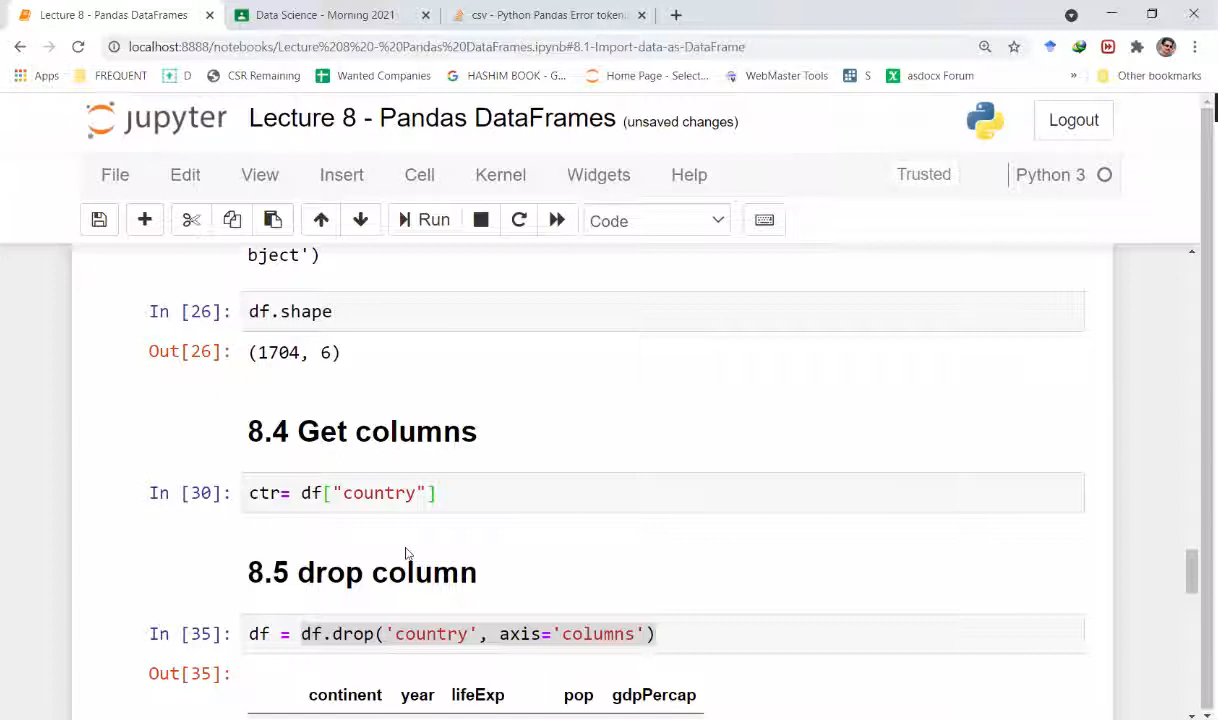 Lecture 8 - Pandas DataFrames
Data Science - Morning 2021
csv - Python Pandas Error token
localhost:8888/notebooks/Lecture%208%20-%20Pandas%20DataFrames.ipynb#8.1-Import-data-as-DataFrame
Apps FREQUENT D CSR Remaining Wanted Companies HASHIM BOOK - G... Home Page - Select... WebMaster Tools S asdocx Forum » Other bookmarks
jupyter Lecture 8 - Pandas DataFrames (unsaved changes) Logout
File Edit View Insert Cell Kernel Widgets Help Trusted Python 3
Run Code
bject')
In [26]: df.shape
Out[26]: (1704, 6)
8.4 Get columns
In [30]: ctr= df["country"]
8.5 drop column
In [35]: df = df.drop('country', axis='columns')
Out[35]:
continent year lifeExp pop gdpPercap